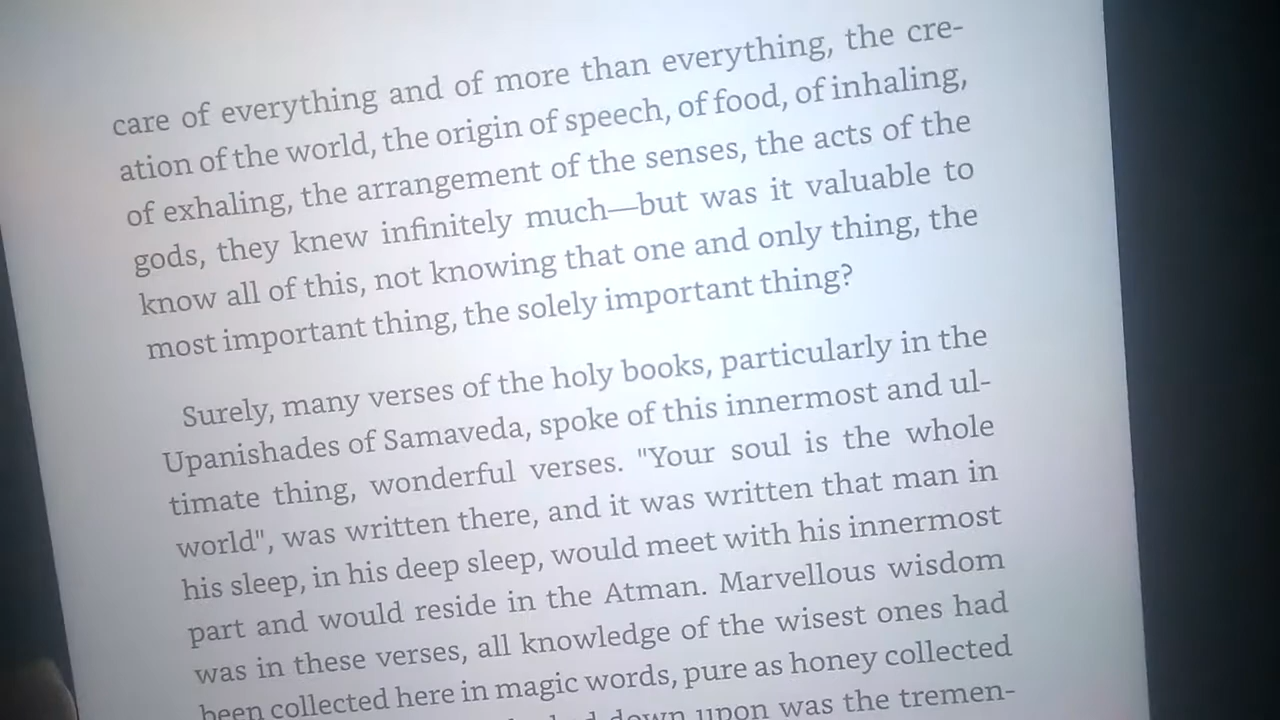 care of everything and of more than everything, the cre-
ation of the world, the origin of speech, of food, of inhaling,
of exhaling, the arrangement of the senses, the acts of the
gods, they knew infinitely much—but was it valuable to
know all of this, not knowing that one and only thing, the
most important thing, the solely important thing?
Surely, many verses of the holy books, particularly in the
Upanishades of Samaveda, spoke of this innermost and ul-
timate thing, wonderful verses. "Your soul is the whole
world", was written there, and it was written that man in
his sleep, in his deep sleep, would meet with his innermost
part and would reside in the Atman. Marvellous wisdom
was in these verses, all knowledge of the wisest ones had
been collected here in magic words, pure as honey collected
down upon was the tremen-